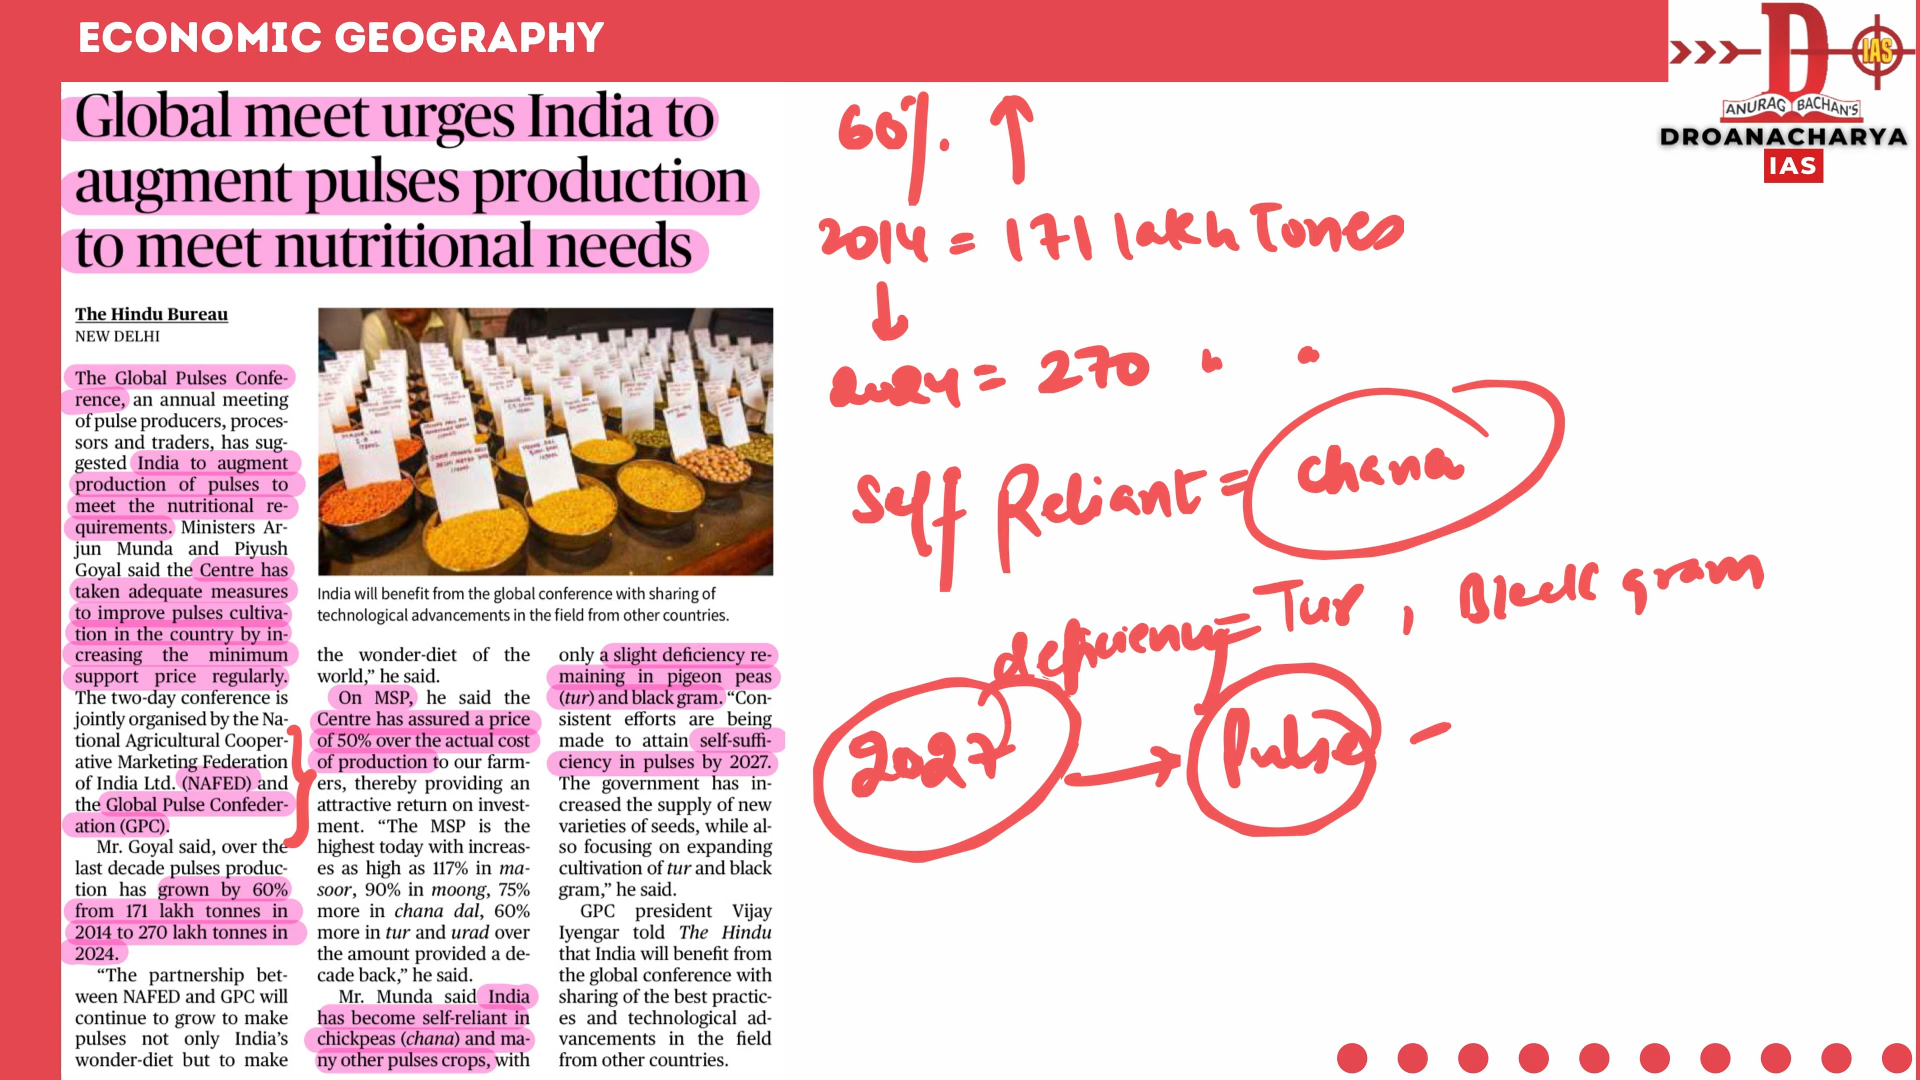 ECONOMIC GEOGRAPHY
IAS
ANURAG BACHAN'S
DROANACHARYA
IAS
Global meet urges India to
augment pulses production
to meet nutritional needs
The Hindu Bureau
NEW DELHI
The Global Pulses Confe-
rence, an annual meeting
of pulse producers, proces-
sors and traders, has sug-
gested India to augment
production of pulses to
meet the nutritional re-
quirements. Ministers Ar-
jun Munda and Piyush
Goyal said the Centre has
taken adequate measures
to improve pulses cultiva-
tion in the country by in-
creasing the minimum
support price regularly.
The two-day conference is
jointly organised by the Na-
tional Agricultural Cooper-
ative Marketing Federation
of India Ltd. (NAFED) and
the Global Pulse Confeder-
ation (GPC).
Mr. Goyal said, over the
last decade pulses produc-
tion has grown by 60%
from 171 lakh tonnes in
2014 to 270 lakh tonnes in
2024.
“The partnership bet-
ween NAFED and GPC will
continue to grow to make
pulses not only India’s
wonder-diet but to make
India will benefit from the global conference with sharing of
technological advancements in the field from other countries.
the wonder-diet of the
world,” he said.
On MSP, he said the
Centre has assured a price
of 50% over the actual cost
of production to our farm-
ers, thereby providing an
attractive return on invest-
ment. “The MSP is the
highest today with increas-
es as high as 117% in ma-
soor, 90% in moong, 75%
more in chana dal, 60%
more in tur and urad over
the amount provided a de-
cade back,” he said.
Mr. Munda said India
has become self-reliant in
chickpeas (chana) and ma-
ny other pulses crops, with
only a slight deficiency re-
maining in pigeon peas
(tur) and black gram. “Con-
sistent efforts are being
made to attain self-suffi-
ciency in pulses by 2027.
The government has in-
creased the supply of new
varieties of seeds, while al-
so focusing on expanding
cultivation of tur and black
gram,” he said.
GPC president Vijay
Iyengar told The Hindu
that India will benefit from
the global conference with
sharing of the best practic-
es and technological ad-
vancements in the field
from other countries.
60% ↑
2014 = 171 lakh Tones
↓
2024 = 270 " "
Self Reliant = chana
deficiency = Tur , Black gram
2027 → Pulse -